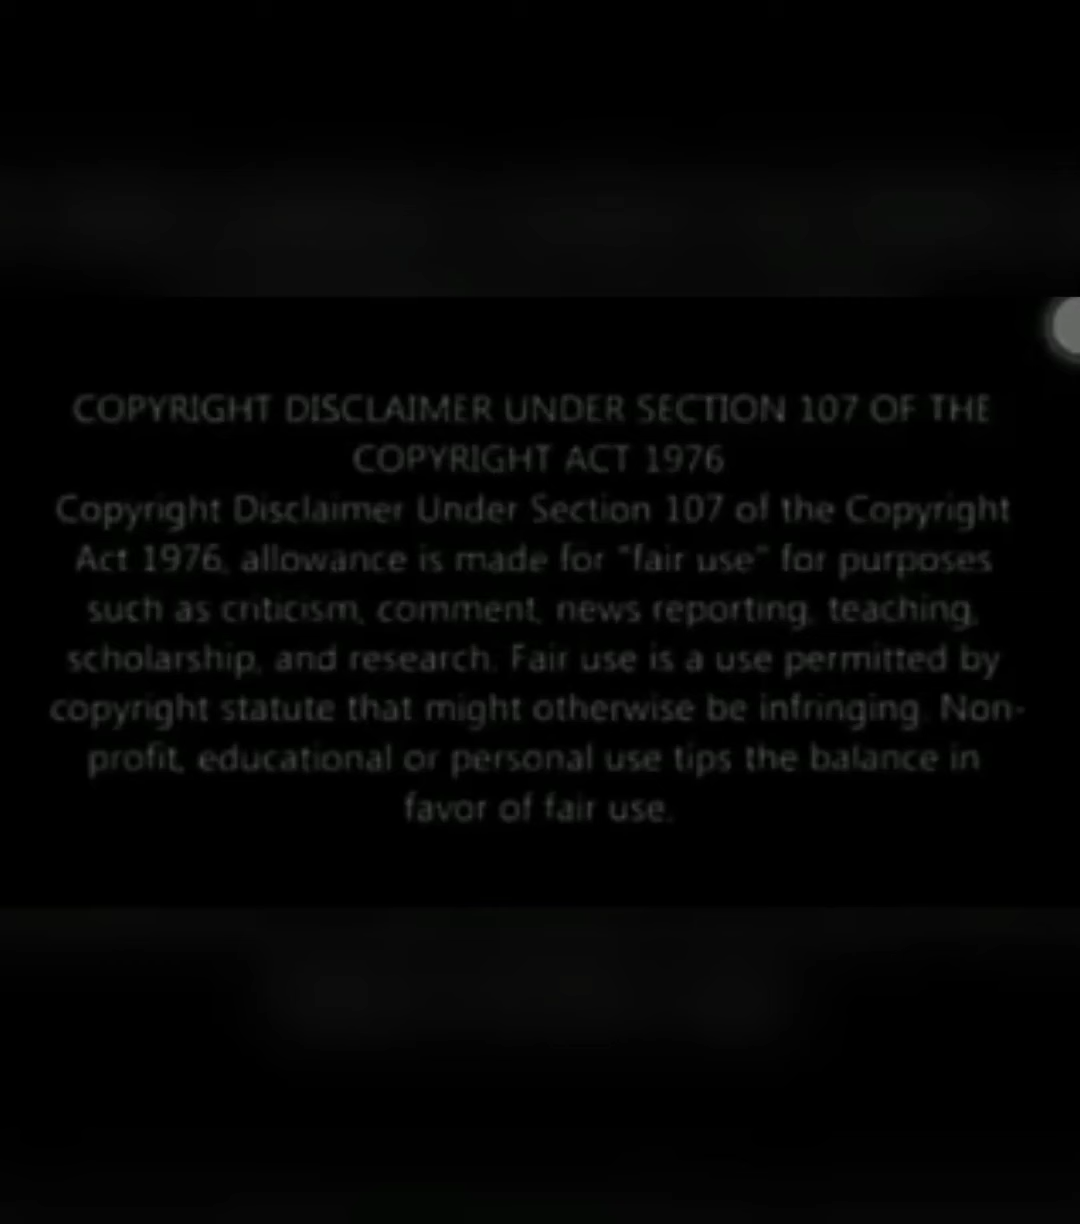 COPYRIGHT DISCLAIMER UNDER SECTION 107 OF THE
COPYRIGHT ACT 1976
Copyright Disclaimer Under Section 107 of the Copyright
Act 1976, allowance is made for "fair use" for purposes
such as criticism, comment, news reporting, teaching,
scholarship, and research. Fair use is a use permitted by
copyright statute that might otherwise be infringing. Non-
profit, educational or personal use tips the balance in
favor of fair use.